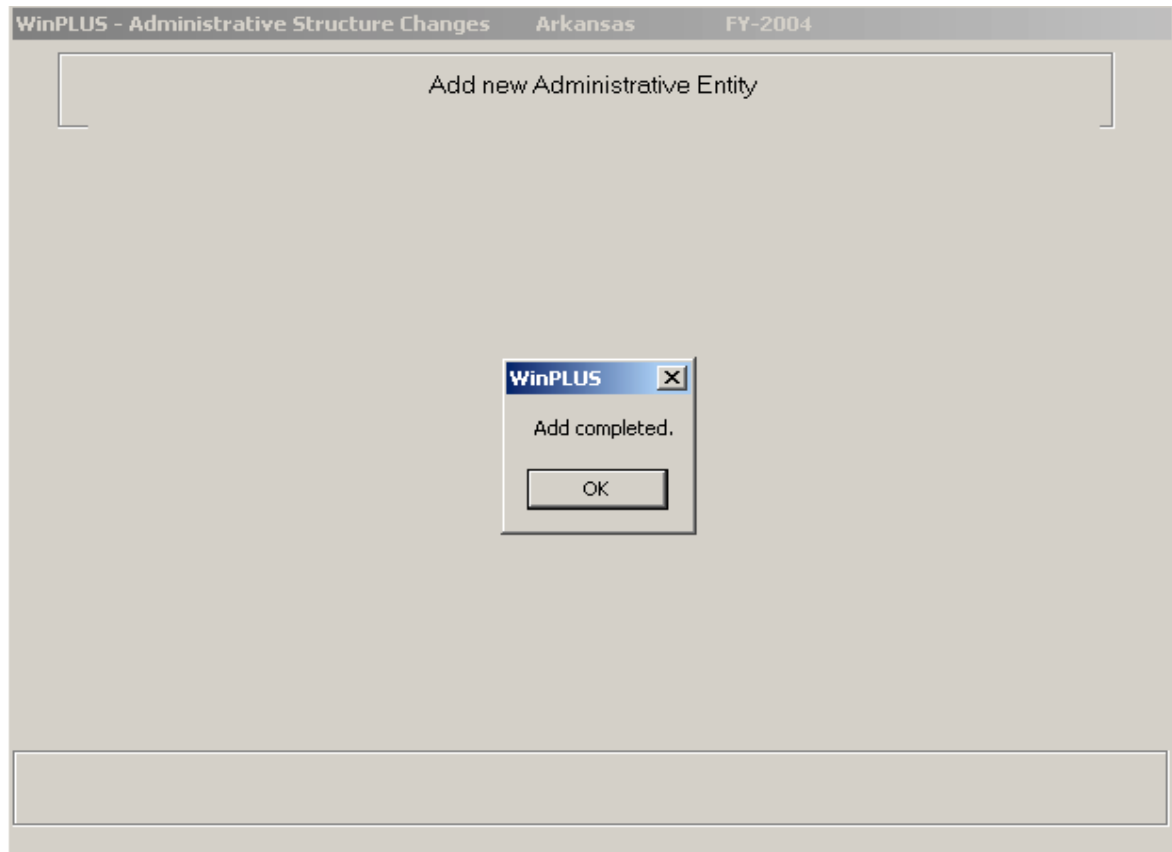 WinPLUS - Administrative Structure Changes Arkansas FY-2004
Add new Administrative Entity
WinPLUS
Add completed.
OK